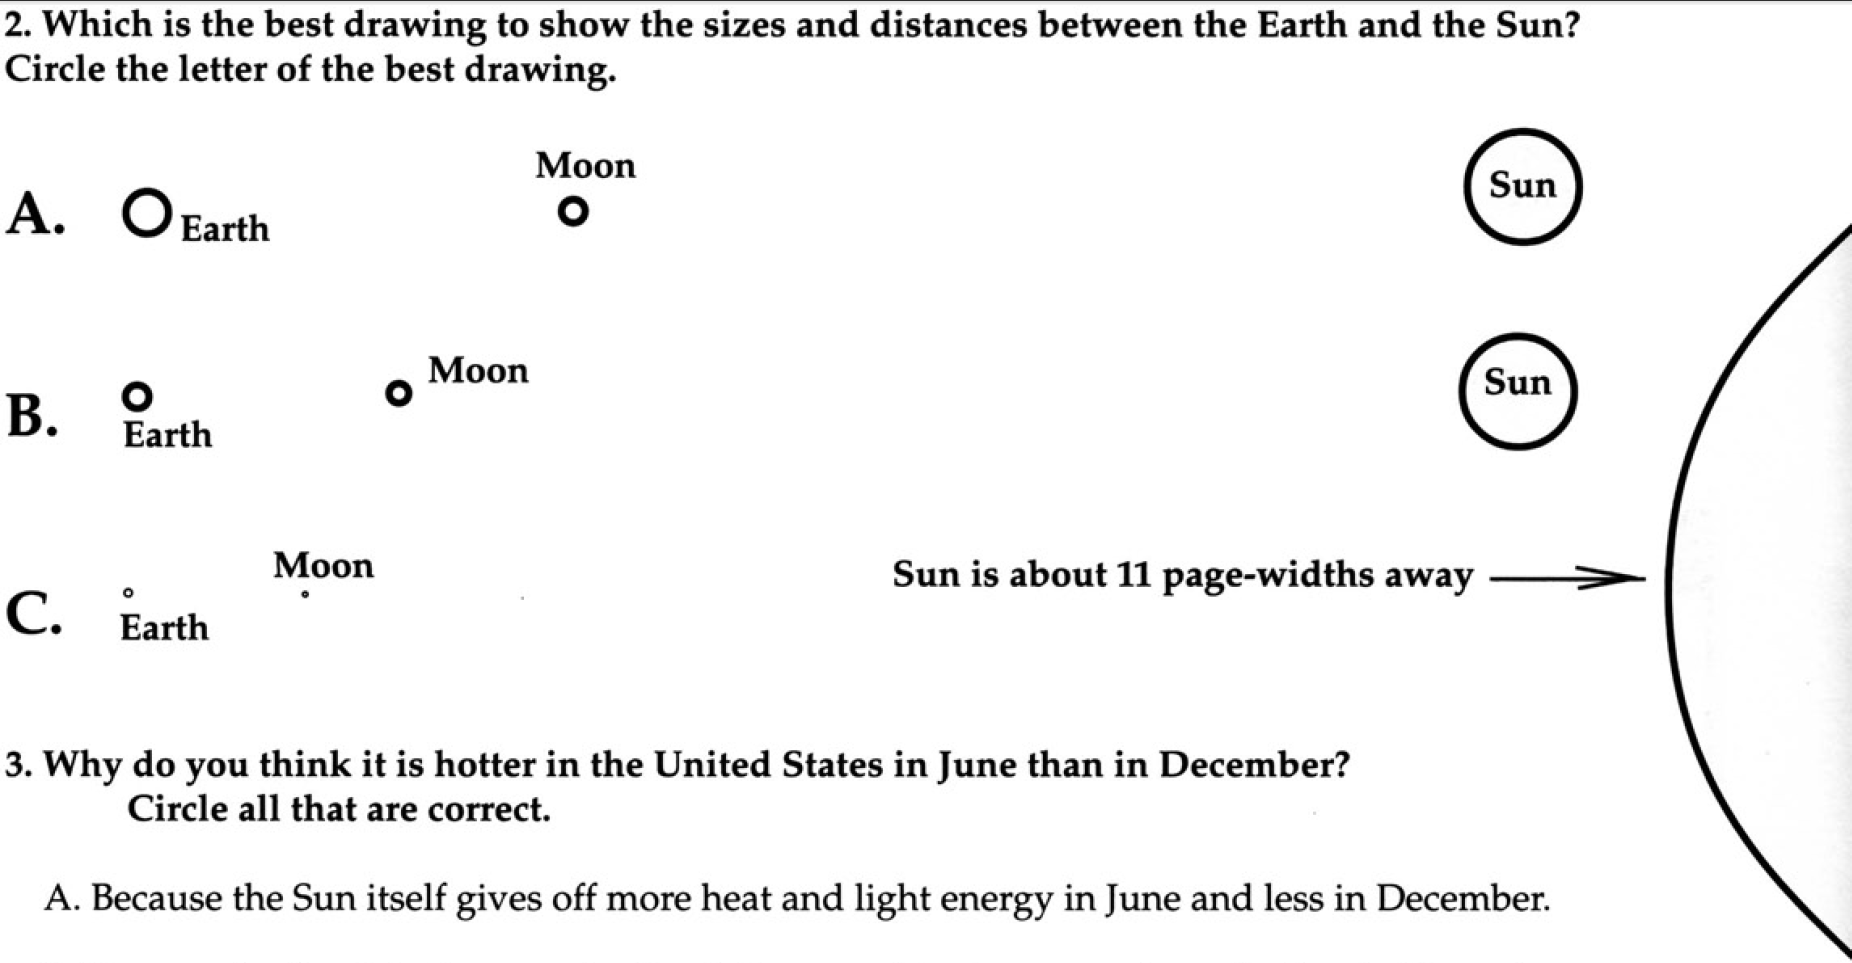 2. Which is the best drawing to show the sizes and distances between the Earth and the Sun?
Circle the letter of the best drawing.
Moon
Sun
A.
Earth
Moon
Sun
B.
Earth
Moon
Sun is about 11 page-widths away
C.
Earth
3. Why do you think it is hotter in the United States in June than in December?
Circle all that are correct.
A. Because the Sun itself gives off more heat and light energy in June and less in December.